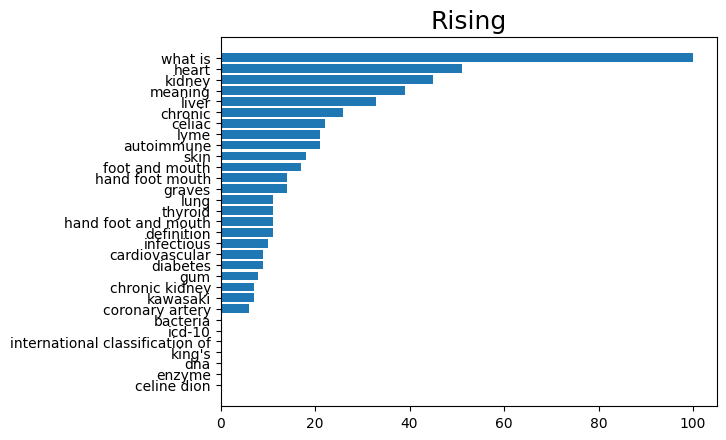 Rising
what is
heart
kidney
meaning
liver
chronic
celiac
lyme
autoimmune
skin
foot and mouth
hand foot mouth
graves
lung
thyroid
hand foot and mouth
definition
infectious
cardiovascular
diabetes
gum
chronic kidney
kawasaki
coronary artery
bacteria
icd-10
international classification of
king's
dna
enzyme
celine dion
0 20 40 60 80 100